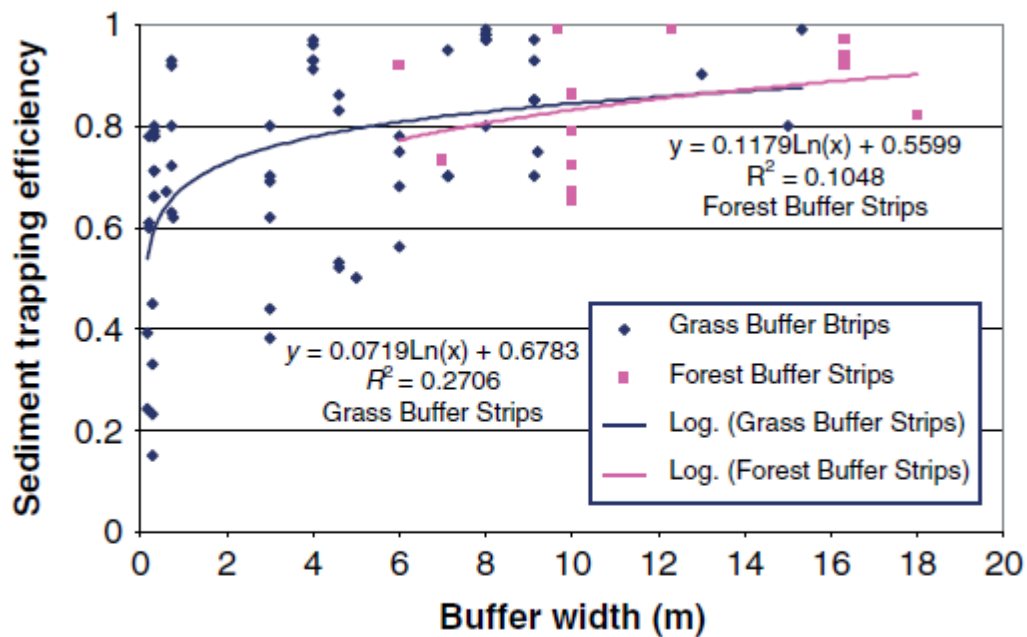 Sediment trapping efficiency
1
0.8
0.6
0.4
0.2
0
y = 0.1179Ln(x) + 0.5599
R² = 0.1048
Forest Buffer Strips
y = 0.0719Ln(x) + 0.6783
R² = 0.2706
Grass Buffer Strips
Grass Buffer Btrips
Forest Buffer Strips
Log. (Grass Buffer Strips)
Log. (Forest Buffer Strips)
0 2 4 6 8 10 12 14 16 18 20
Buffer width (m)